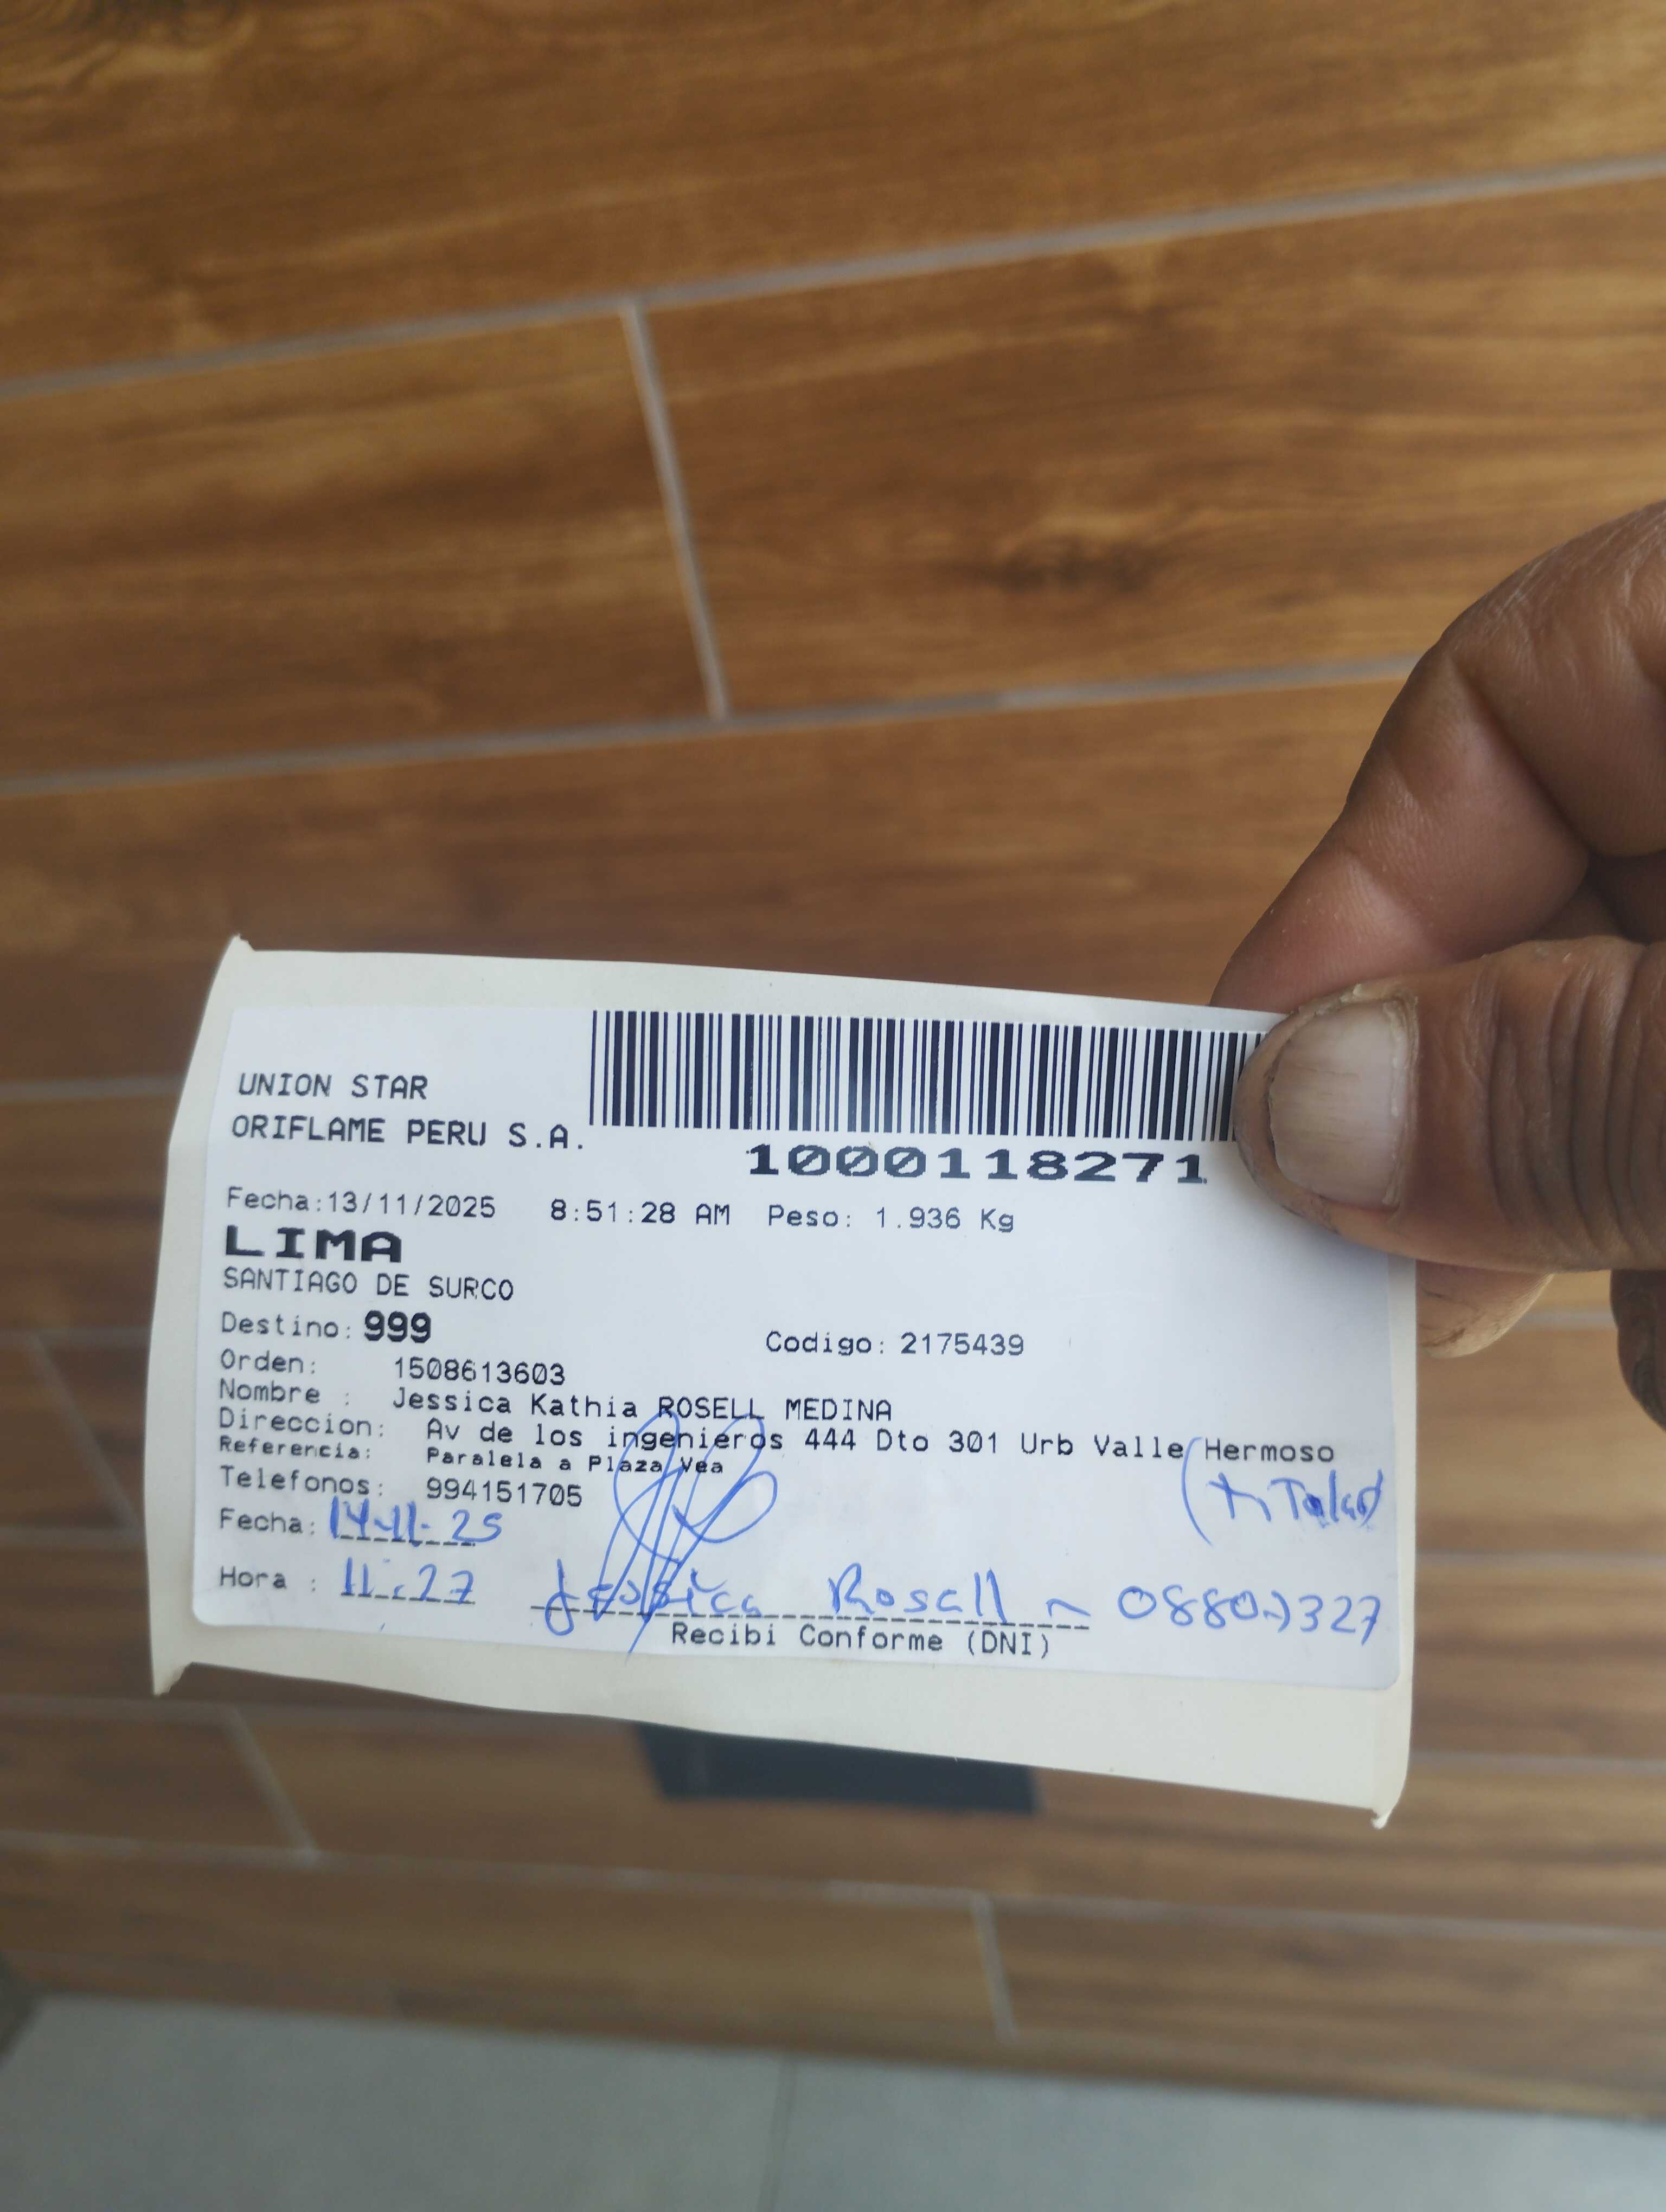 UNION STAR
ORIFLAME PERU S.A.
1000118271
Fecha:13/11/2025 8:51:28 AM Peso: 1.936 Kg
LIMA
SANTIAGO DE SURCO
Destino: 999 Codigo: 2175439
Orden: 1508613603
Nombre : Jessica Kathia ROSELL MEDINA
Direccion: Av de los ingenieros 444 Dto 301 Urb Valle Hermoso
Referencia: Paralela a Plaza Vea
Telefonos: 994151705
Fecha: 14-11-25
Hora : 11:27 Jessica Rosell
Recibi Conforme (DNI)